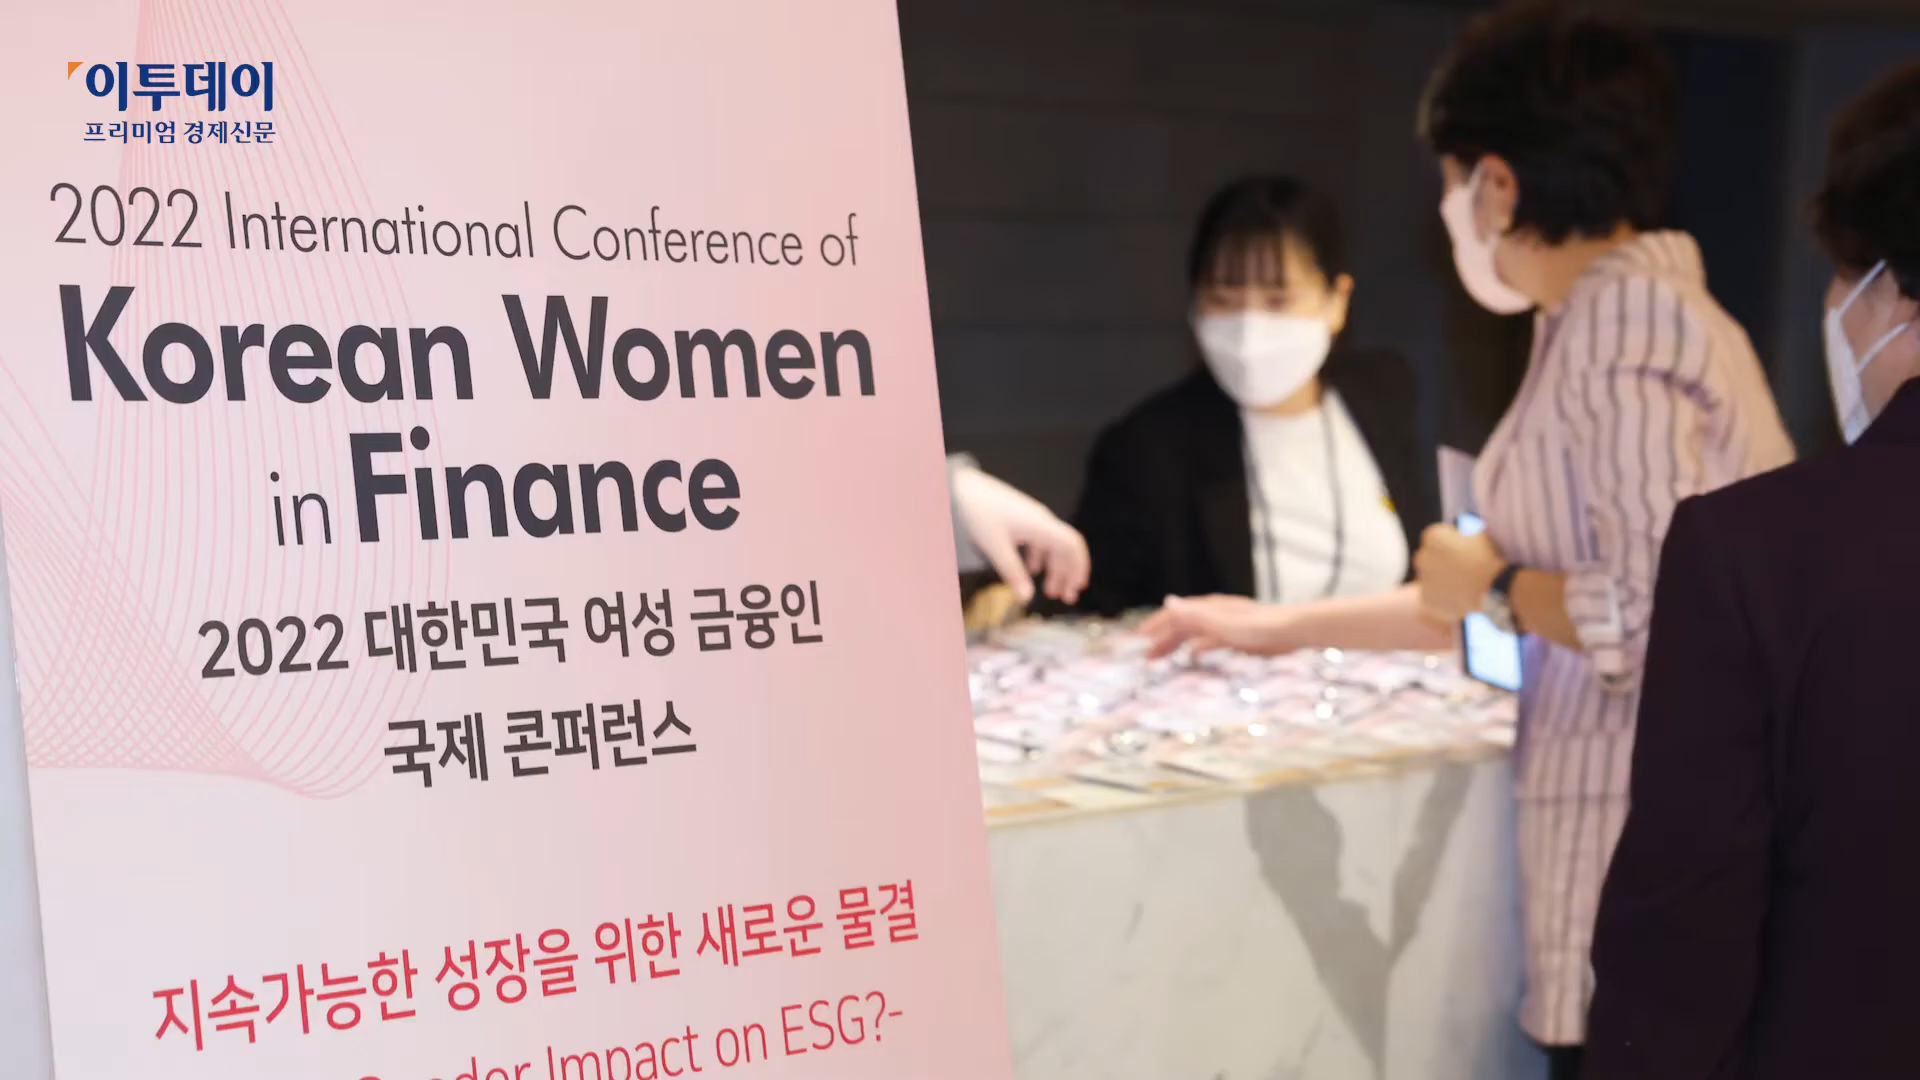 이투데이
프리미엄 경제신문
2022 International Conference of
Korean Women
in Finance
2022 대한민국 여성 금융인
국제 콘퍼런스
지속가능한 성장을 위한 새로운 물결
Impact on ESG?-